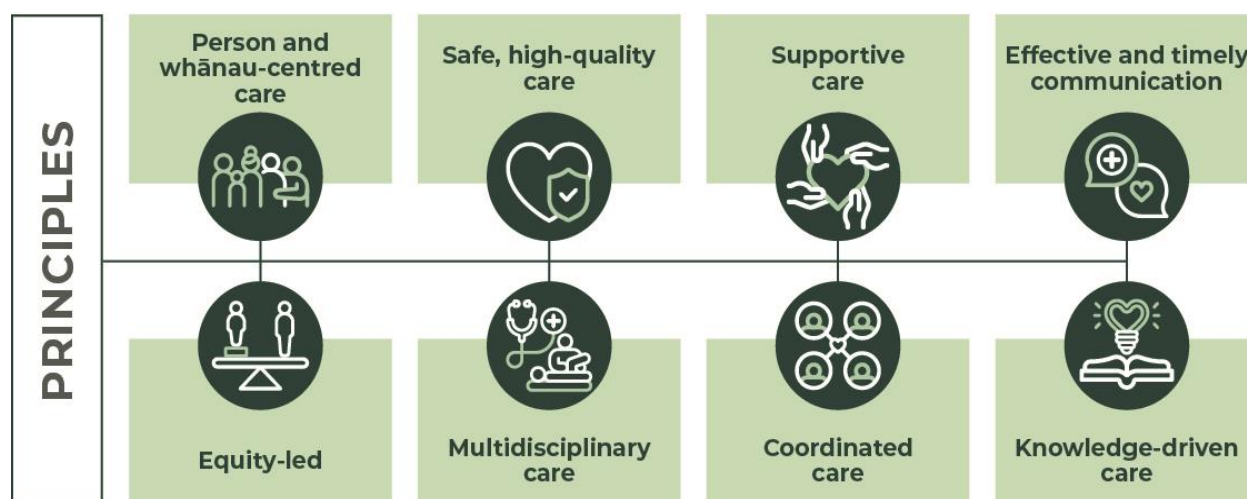 PRINCIPLES
Person and
whānau-centred
care
Safe, high-quality
care
Supportive
care
Effective and timely
communication
Equity-led
Multidisciplinary
care
Coordinated
care
Knowledge-driven
care